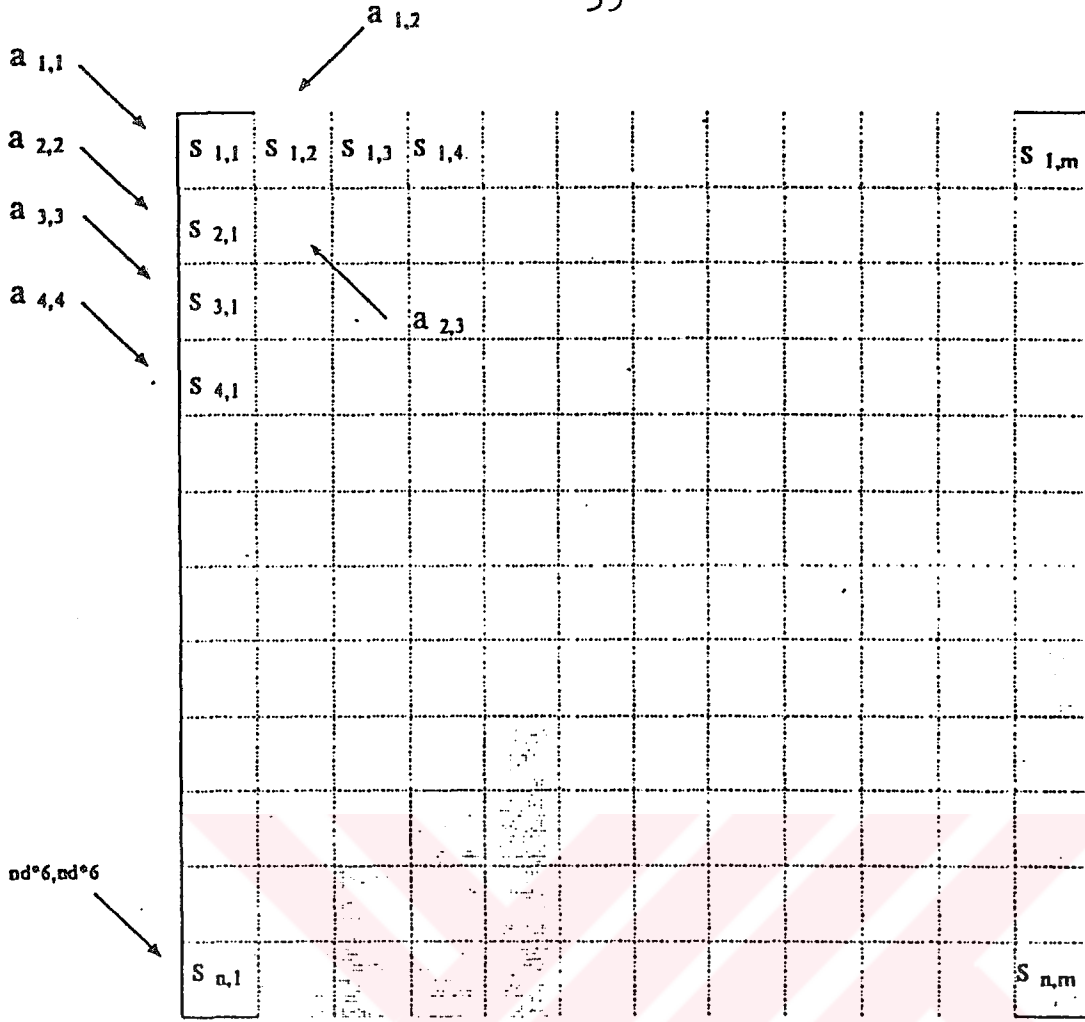 a 1,2
a 1,1
a 2,2
a 3,3
a 4,4
S 1,1 S 1,2 S 1,3 S 1,4 S 1,m
S 2,1
S 3,1
a 2,3
S 4,1
nd*6,nd*6
S n,1 S n,m